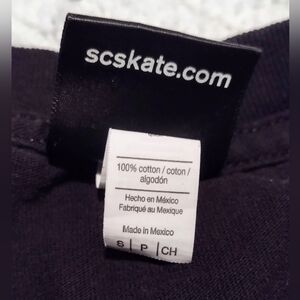 scskate.com
100% cotton / coton /
algodón
Hecho en México
Fabriqué au Mexique
Made in Mexico
S | P | CH